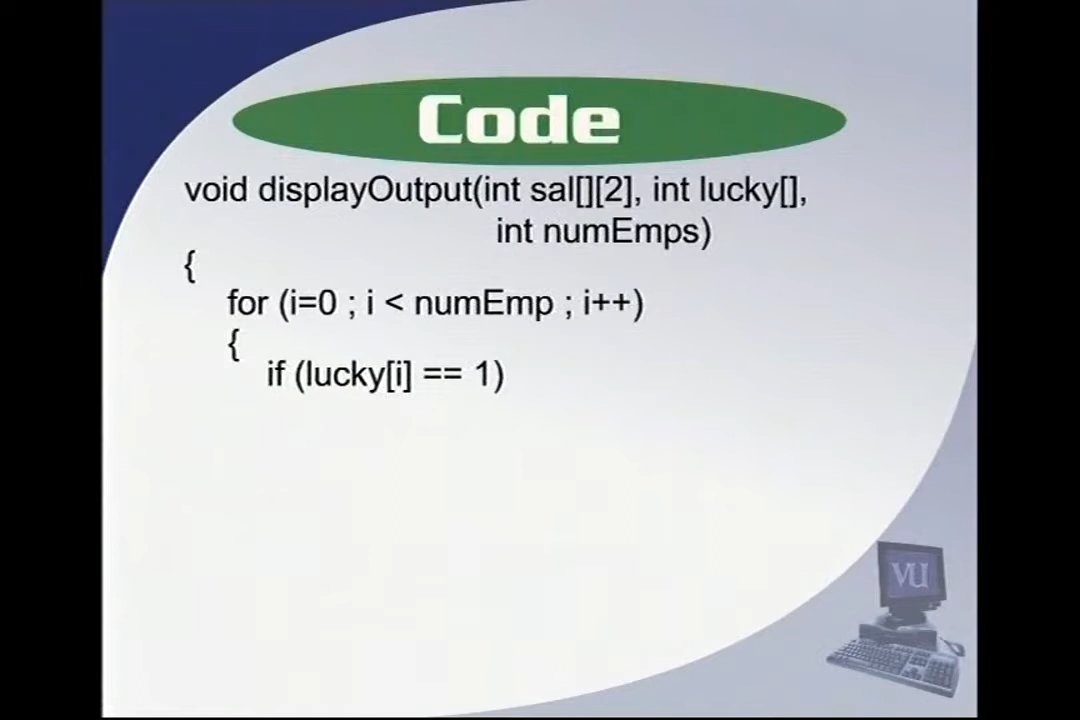 Code
void displayOutput(int sal[][2], int lucky[],
int numEmps)
{
for (i=0 ; i < numEmp ; i++)
{
if (lucky[i] == 1)
VU